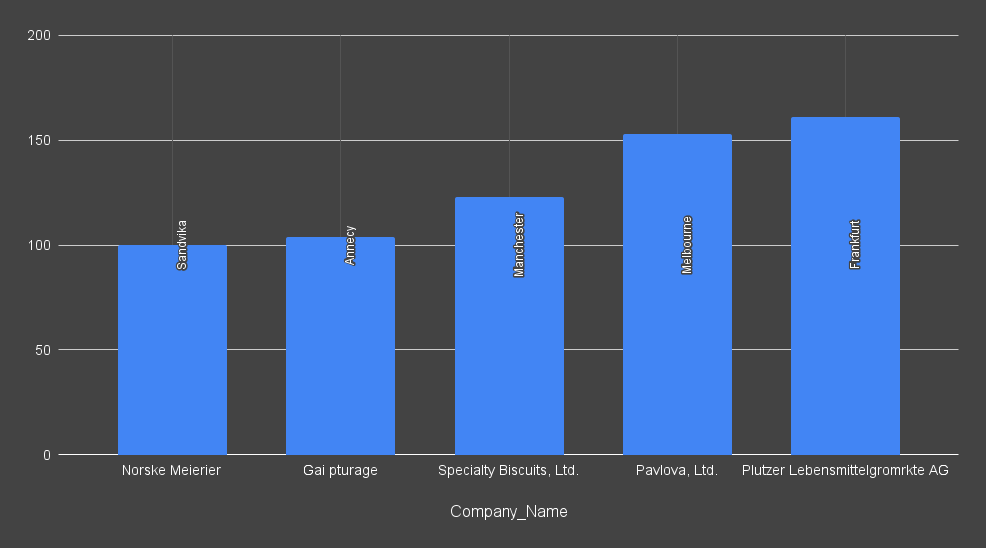 200
150
100
50
0
Sandvika
Annecy
Manchester
Melbourne
Frankfurt
Norske Meierier
Gai pturage
Specialty Biscuits, Ltd.
Pavlova, Ltd.
Plutzer Lebensmittelgromrkte AG
Company_Name